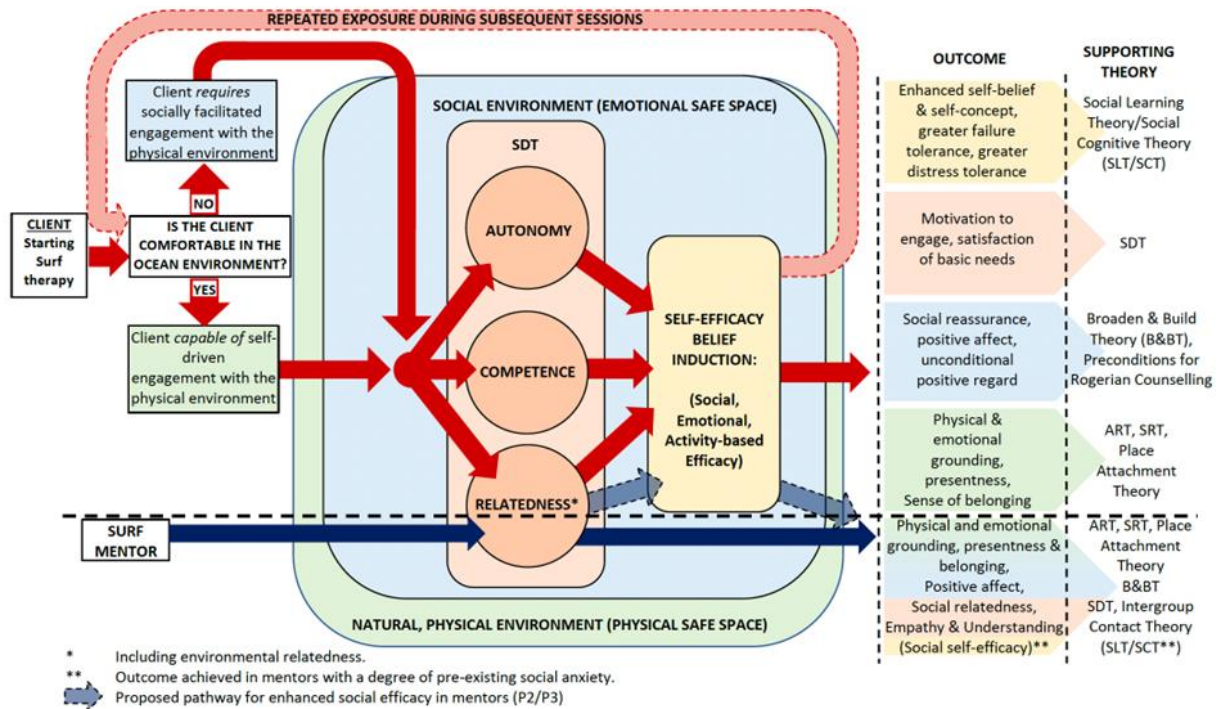 REPEATED EXPOSURE DURING SUBSEQUENT SESSIONS
Client requires
socially facilitated
engagement with the
physical environment
NO
CLIENT
Starting
Surf
therapy
IS THE CLIENT
COMFORTABLE IN THE
OCEAN ENVIRONMENT?
YES
Client capable of self-
driven
engagement with the
physical environment
SOCIAL ENVIRONMENT (EMOTIONAL SAFE SPACE)
SDT
AUTONOMY
COMPETENCE
RELATEDNESS*
SELF-EFFICACY
BELIEF
INDUCTION:
(Social,
Emotional,
Activity-based
Efficacy)
SURF
MENTOR
NATURAL, PHYSICAL ENVIRONMENT (PHYSICAL SAFE SPACE)
OUTCOME
Enhanced self-belief
& self-concept,
greater failure
tolerance, greater
distress tolerance
Motivation to
engage, satisfaction
of basic needs
Social reassurance,
positive affect,
unconditional
positive regard
Physical &
emotional
grounding,
presentness,
Sense of belonging
Physical and emotional
grounding, presentness &
belonging,
Positive affect,
Social relatedness,
Empathy & Understanding
(Social self-efficacy)**
SUPPORTING
THEORY
Social Learning
Theory/Social
Cognitive Theory
(SLT/SCT)
SDT
Broaden & Build
Theory (B&BT),
Preconditions for
Rogerian Counselling
ART, SRT,
Place
Attachment
Theory
ART, SRT, Place
Attachment
Theory
B&BT
SDT, Intergroup
Contact Theory
(SLT/SCT**)
* Including environmental relatedness.
** Outcome achieved in mentors with a degree of pre-existing social anxiety.
Proposed pathway for enhanced social efficacy in mentors (P2/P3)